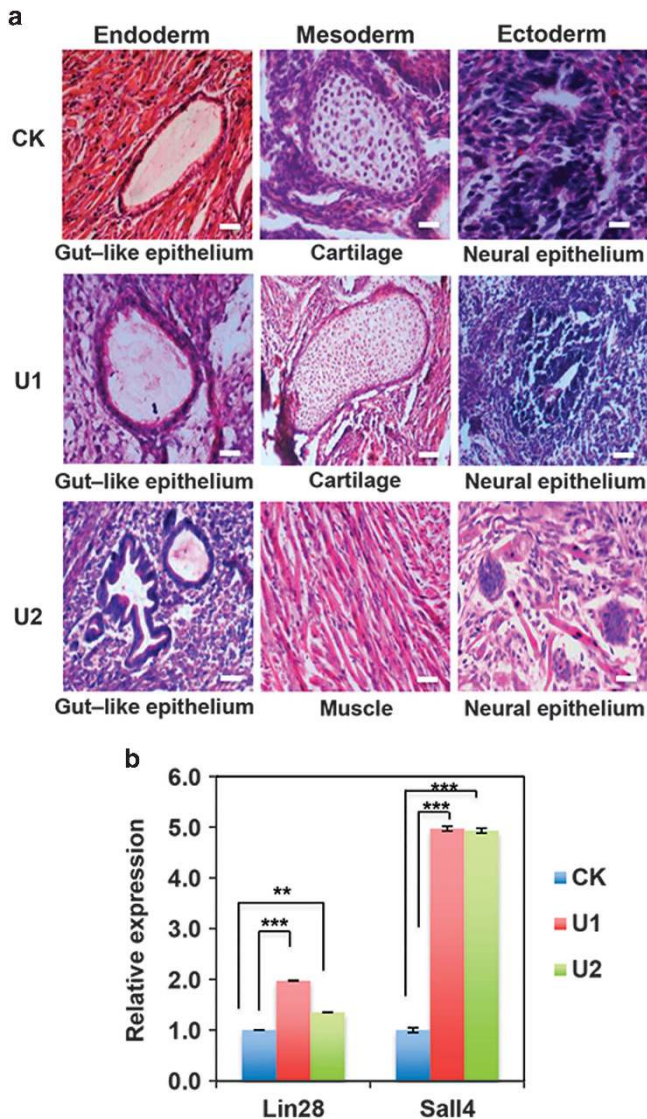 a
Endoderm Mesoderm Ectoderm
CK
Gut–like epithelium Cartilage Neural epithelium
U1
Gut–like epithelium Cartilage Neural epithelium
U2
Gut–like epithelium Muscle Neural epithelium
b
Relative expression
6.0
5.0
4.0
3.0
2.0
1.0
0.0
**
***
***
***
Lin28 Sall4
CK
U1
U2